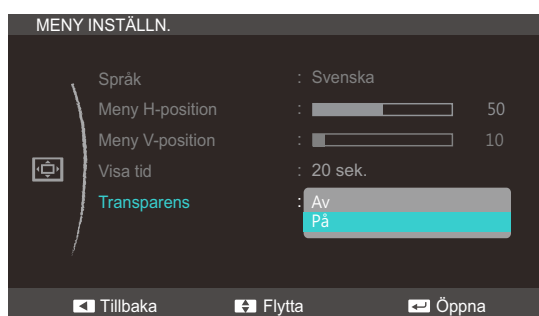 MENY INSTÄLLN.
Språk : Svenska
Meny H-position : 50
Meny V-position : 10
Visa tid : 20 sek.
Transparens : Av
På
Tillbaka Flytta Öppna